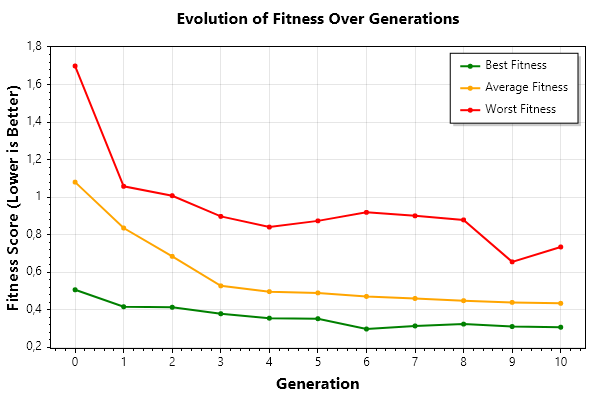 Evolution of Fitness Over Generations
Fitness Score (Lower is Better)
1,8
1,6
1,4
1,2
1
0,8
0,6
0,4
0,2
Best Fitness
Average Fitness
Worst Fitness
0 1 2 3 4 5 6 7 8 9 10
Generation